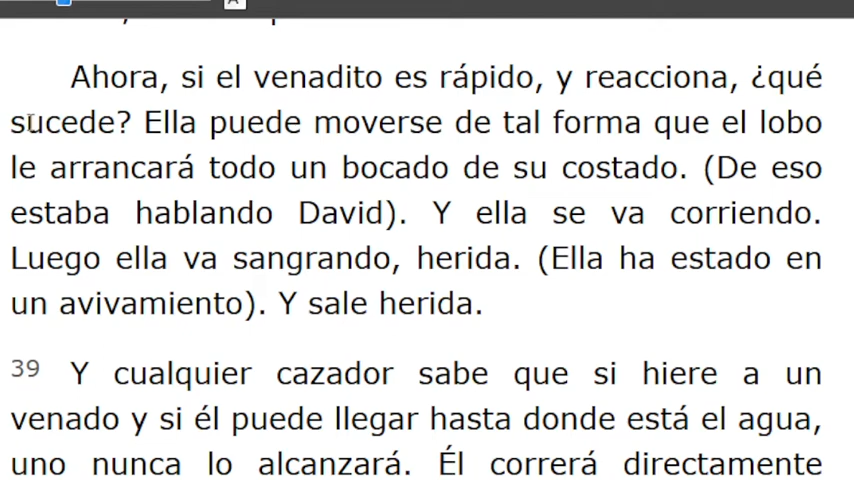 Ahora, si el venadito es rápido, y reacciona, ¿qué
sucede? Ella puede moverse de tal forma que el lobo
le arrancará todo un bocado de su costado. (De eso
estaba hablando David). Y ella se va corriendo.
Luego ella va sangrando, herida. (Ella ha estado en
un avivamiento). Y sale herida.
39 Y cualquier cazador sabe que si hiere a un
venado y si él puede llegar hasta donde está el agua,
uno nunca lo alcanzará. Él correrá directamente